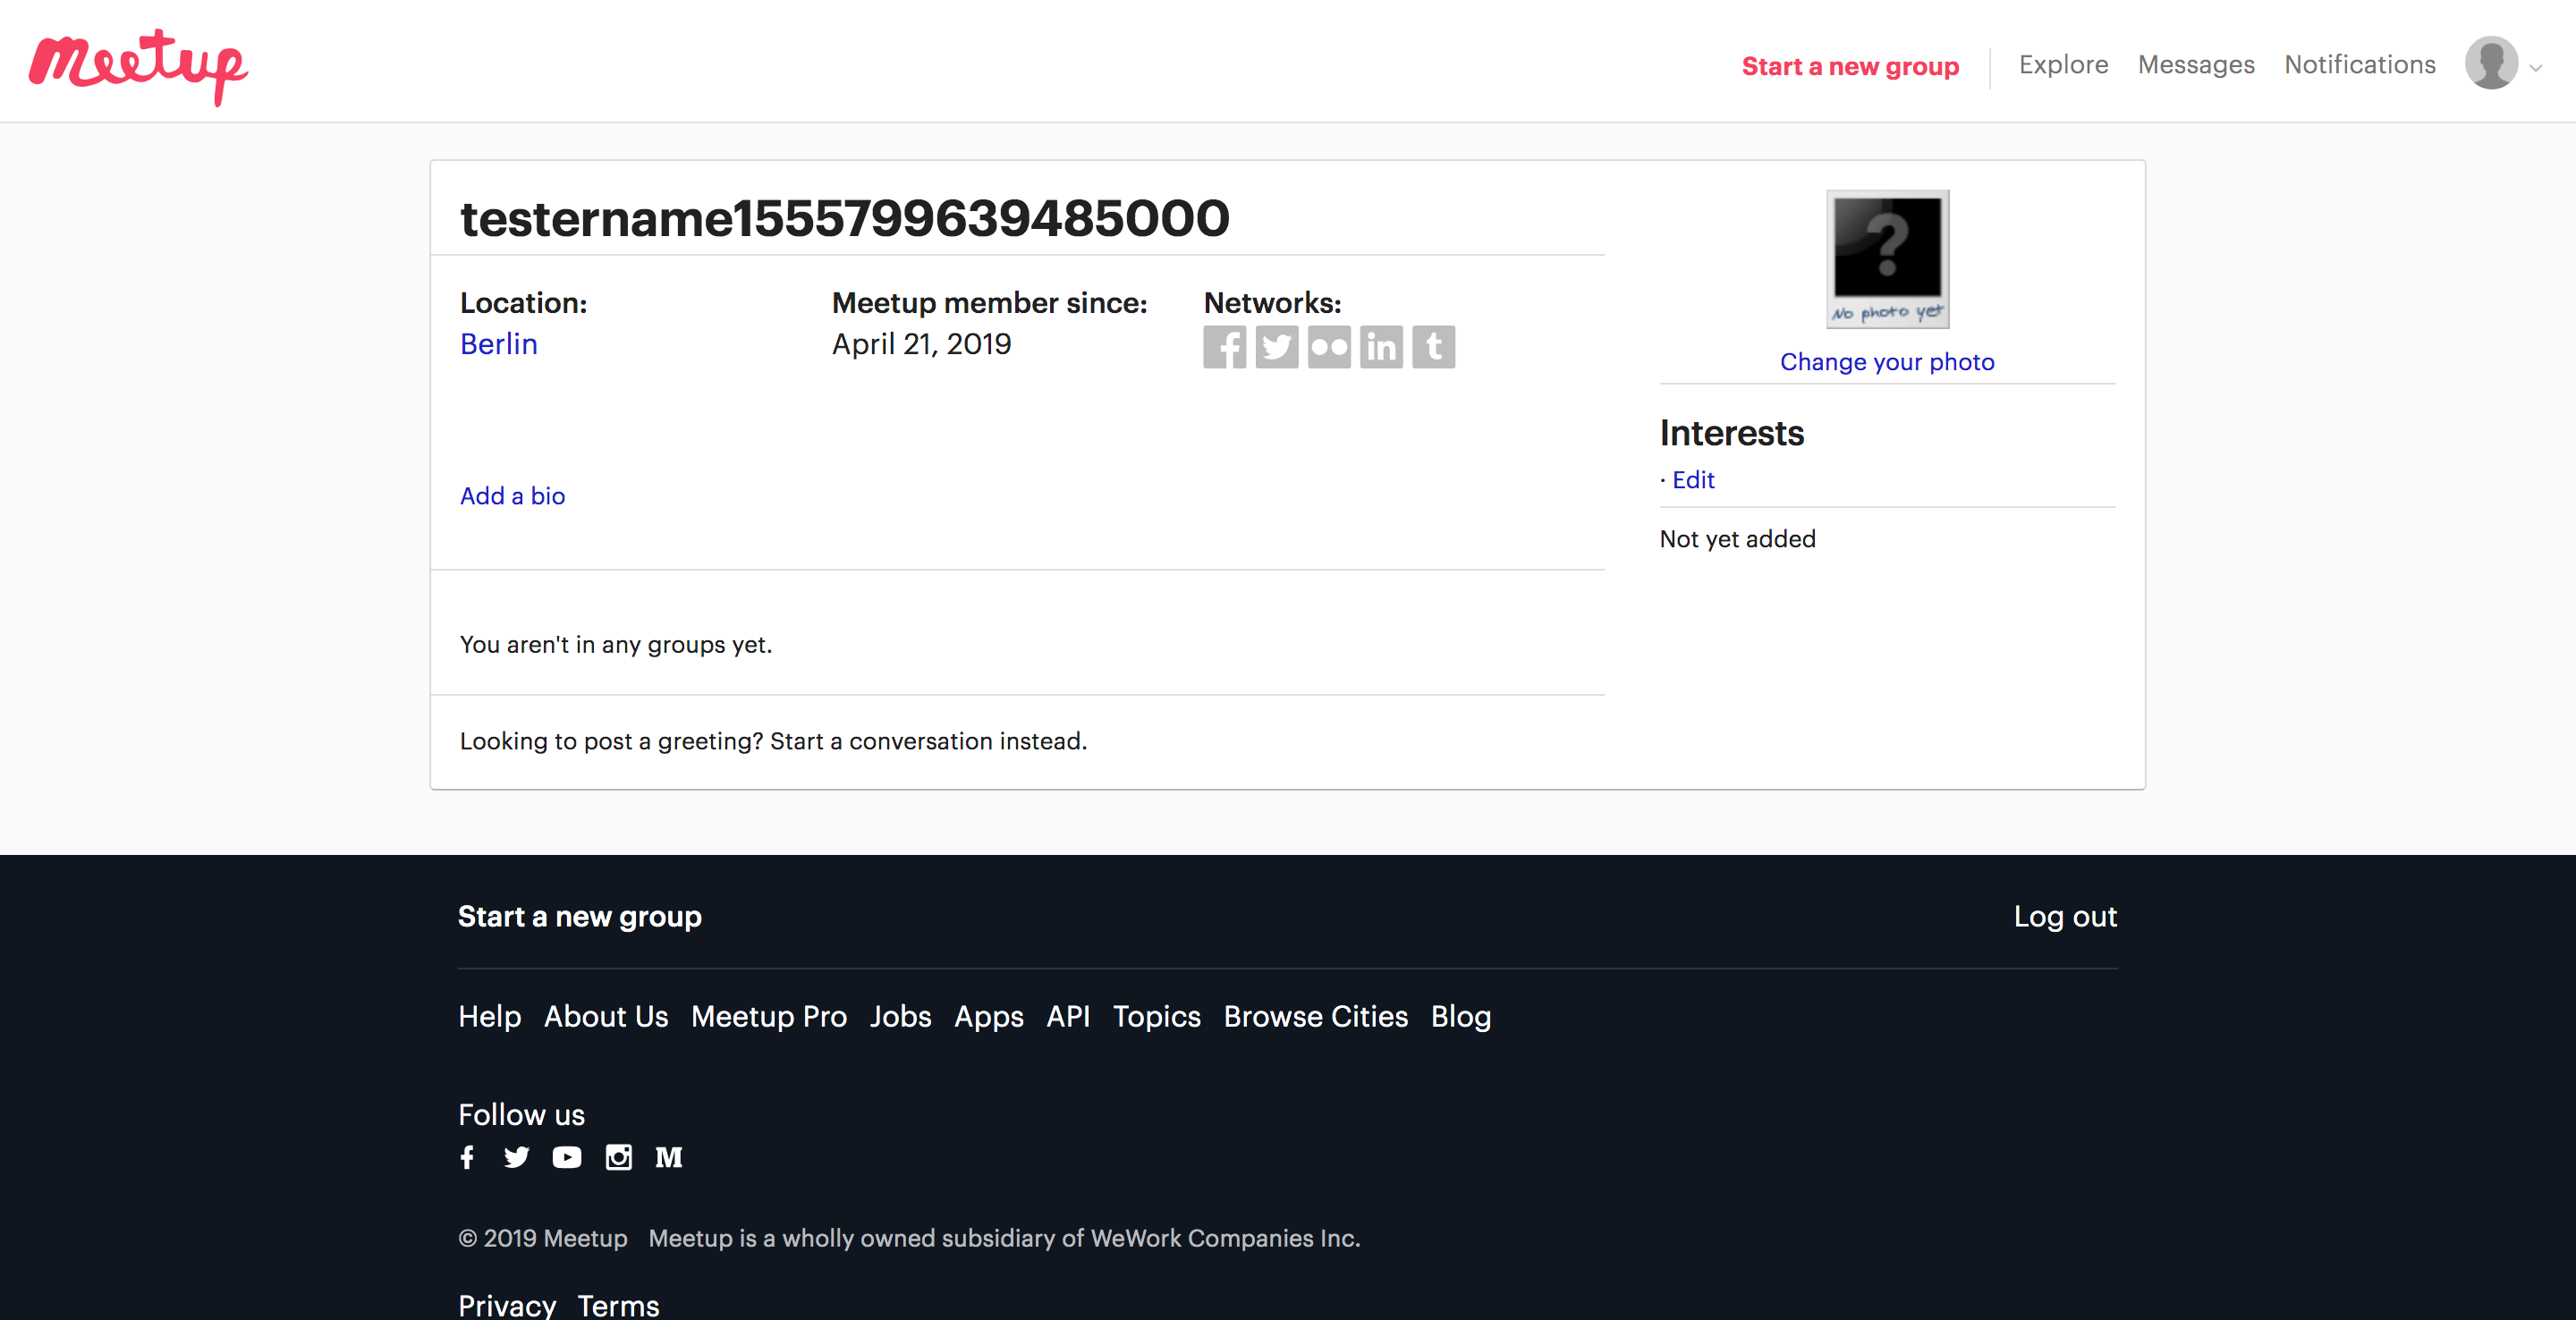 meetup
Start a new group Explore Messages Notifications
testername1555799639485000
Location:
Berlin
Meetup member since:
April 21, 2019
Networks:
f in t
Add a bio
You aren't in any groups yet.
Looking to post a greeting? Start a conversation instead.
?
No photo yet
Change your photo
Interests
· Edit
Not yet added
Start a new group
Log out
Help About Us Meetup Pro Jobs Apps API Topics Browse Cities Blog
Follow us
f M
© 2019 Meetup Meetup is a wholly owned subsidiary of WeWork Companies Inc.
Privacy Terms